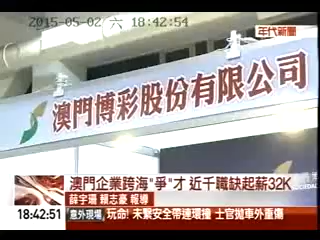 2015-05-02 六 18:42:54
年代新聞
澳門博彩股份有限公司
澳門企業跨海"爭"才 近千職缺起薪32K
薛宇珊 賴志豪 報導
18:42:51
意外現場 玩命! 未繫安全帶連環撞 士官拋車外重傷